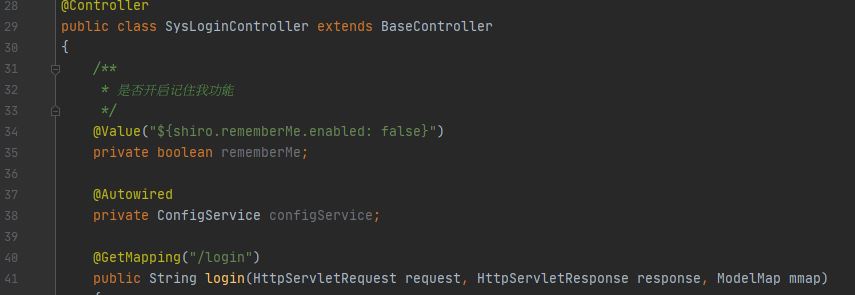 28 @Controller
29 public class SysLoginController extends BaseController
30 {
31 /**
32 * 是否开启记住我功能
33 */
34 @Value("${shiro.rememberMe.enabled: false}")
35 private boolean rememberMe;
36
37 @Autowired
38 private ConfigService configService;
39
40 @GetMapping("/login")
41 public String login(HttpServletRequest request, HttpServletResponse response, ModelMap mmap)
{